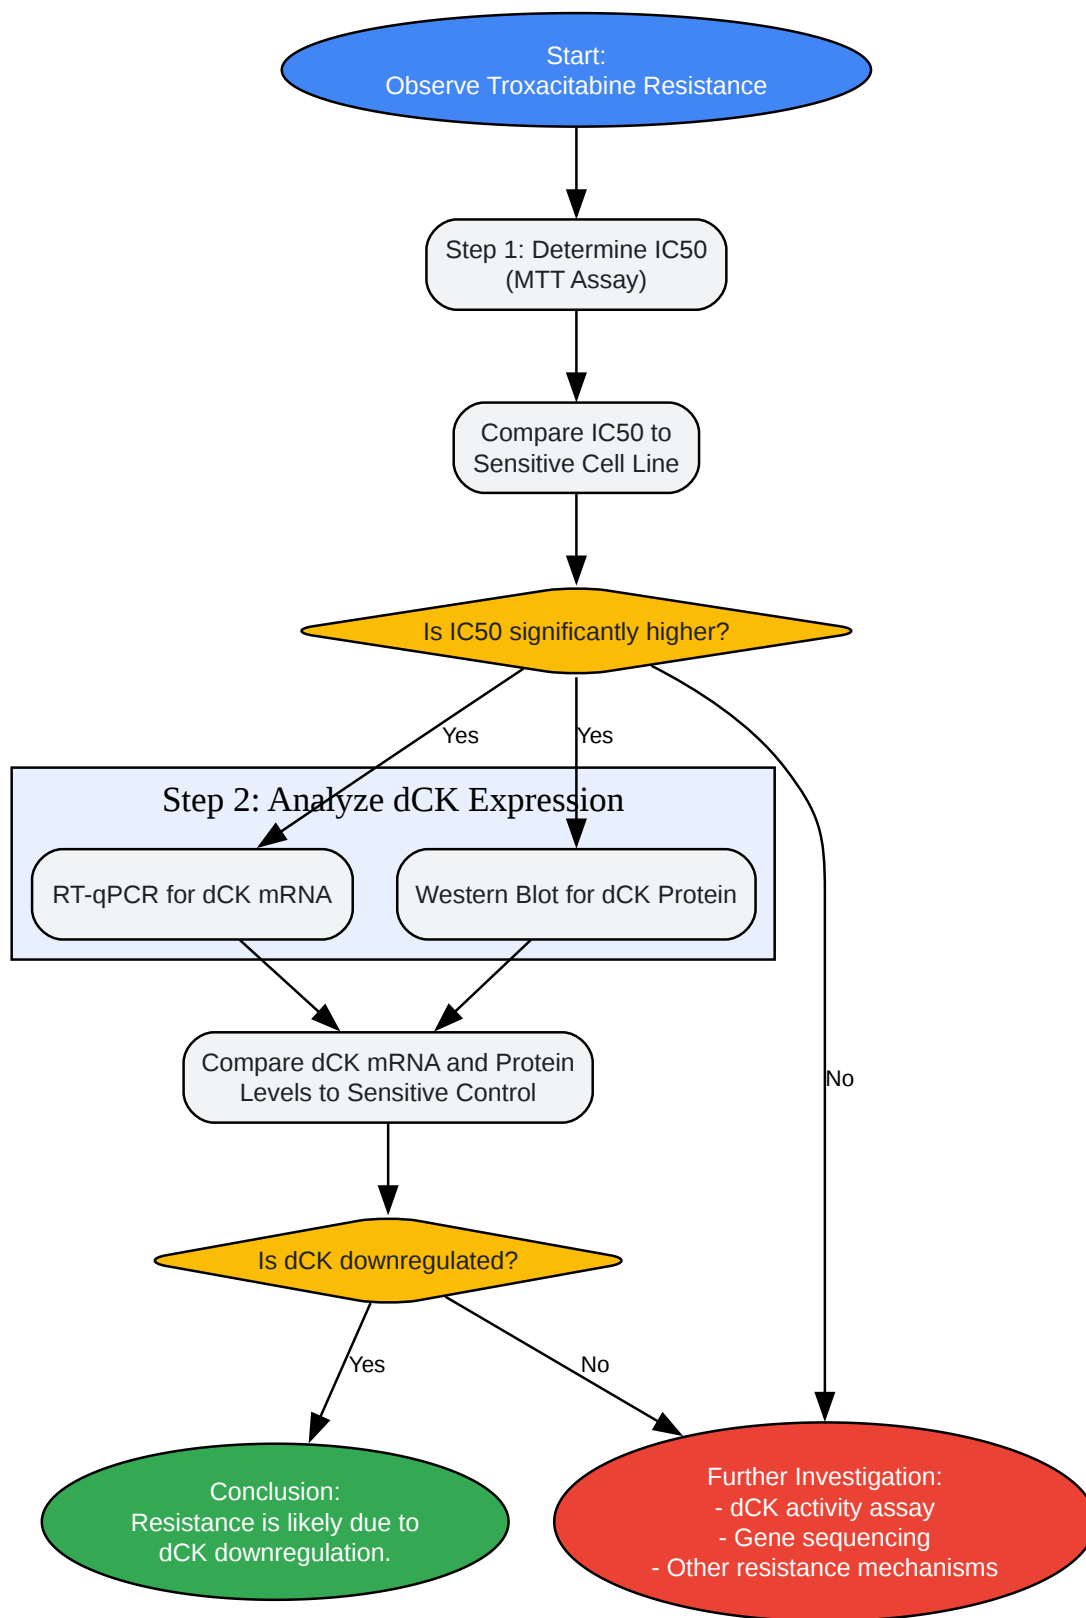 Start:
Observe Troxacitabine Resistance
Step 1: Determine IC50
(MTT Assay)
Compare IC50 to
Sensitive Cell Line
Is IC50 significantly higher?
Yes
Yes
Step 2: Analyze dCK Expression
RT-qPCR for dCK mRNA
Western Blot for dCK Protein
Compare dCK mRNA and Protein
Levels to Sensitive Control
No
Is dCK downregulated?
Yes
No
Conclusion:
Resistance is likely due to
dCK downregulation.
Further Investigation:
- dCK activity assay
- Gene sequencing
- Other resistance mechanisms